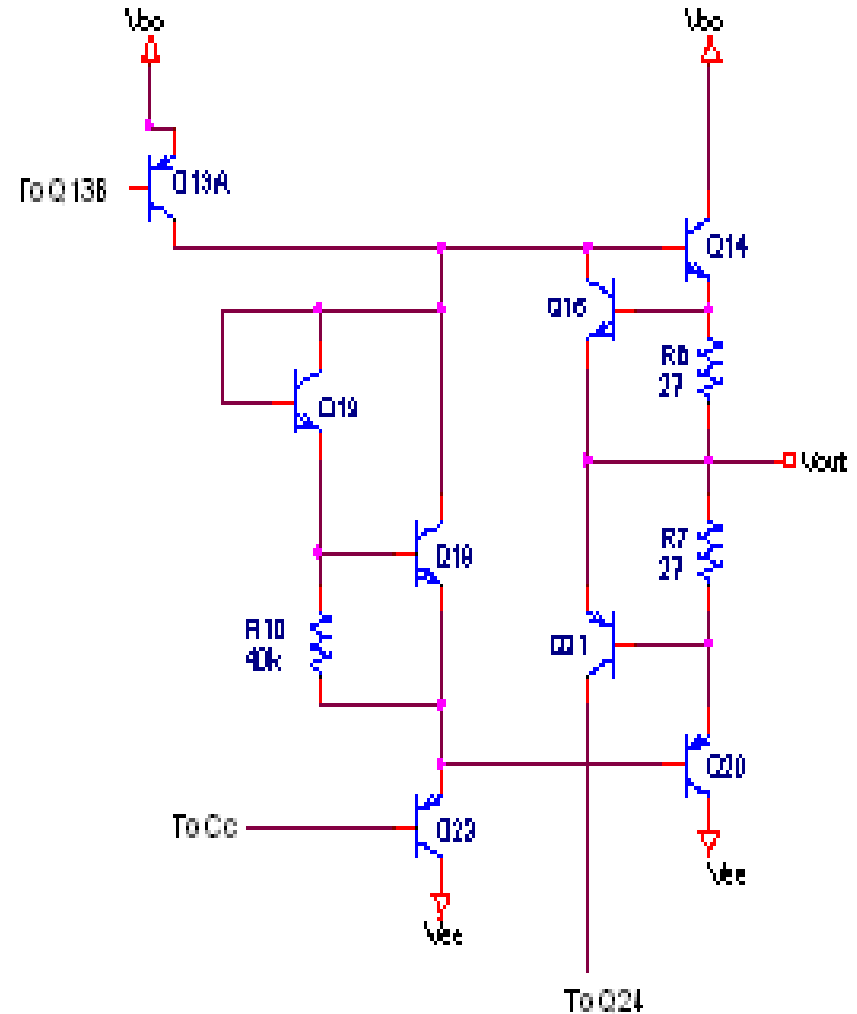 Vcc
Vcc
To Q13B
Q13A
Q14
Q15
R6
27
Q19
Vout
Q18
R7
27
R10
40k
Q21
Q20
To Cc
Q23
Vee
Vee
To Q24